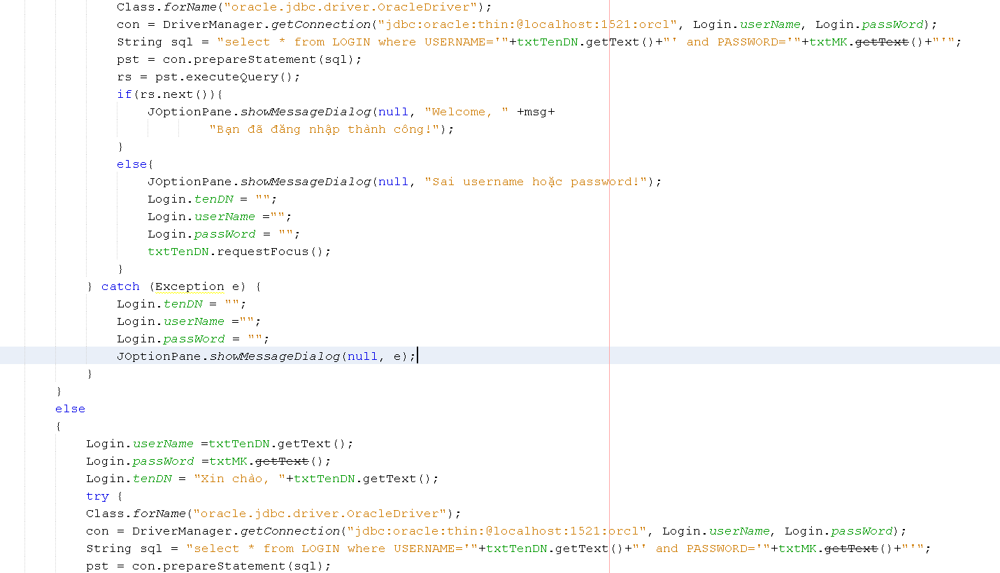 Class.forName("oracle.jdbc.driver.OracleDriver");
con = DriverManager.getConnection("jdbc:oracle:thin:@localhost:1521:orcl", Login.userName, Login.passWord);
String sql = "select * from LOGIN where USERNAME='"+txtTenDN.getText()+"' and PASSWORD='"+txtMK.getText()+"'";
pst = con.prepareStatement(sql);
rs = pst.executeQuery();
if(rs.next()){
JOptionPane.showMessageDialog(null, "Welcome, " +msg+
"Bạn đã đăng nhập thành công!");
}
else{
JOptionPane.showMessageDialog(null, "Sai username hoặc password!");
Login.tenDN = "";
Login.userName ="";
Login.passWord = "";
txtTenDN.requestFocus();
}
} catch (Exception e) {
Login.tenDN = "";
Login.userName ="";
Login.passWord = "";
JOptionPane.showMessageDialog(null, e);
}
}
else
{
Login.userName =txtTenDN.getText();
Login.passWord =txtMK.getText();
Login.tenDN = "Xin chào, "+txtTenDN.getText();
try {
Class.forName("oracle.jdbc.driver.OracleDriver");
con = DriverManager.getConnection("jdbc:oracle:thin:@localhost:1521:orcl", Login.userName, Login.passWord);
String sql = "select * from LOGIN where USERNAME='"+txtTenDN.getText()+"' and PASSWORD='"+txtMK.getText()+"'";
pst = con.prepareStatement(sql);